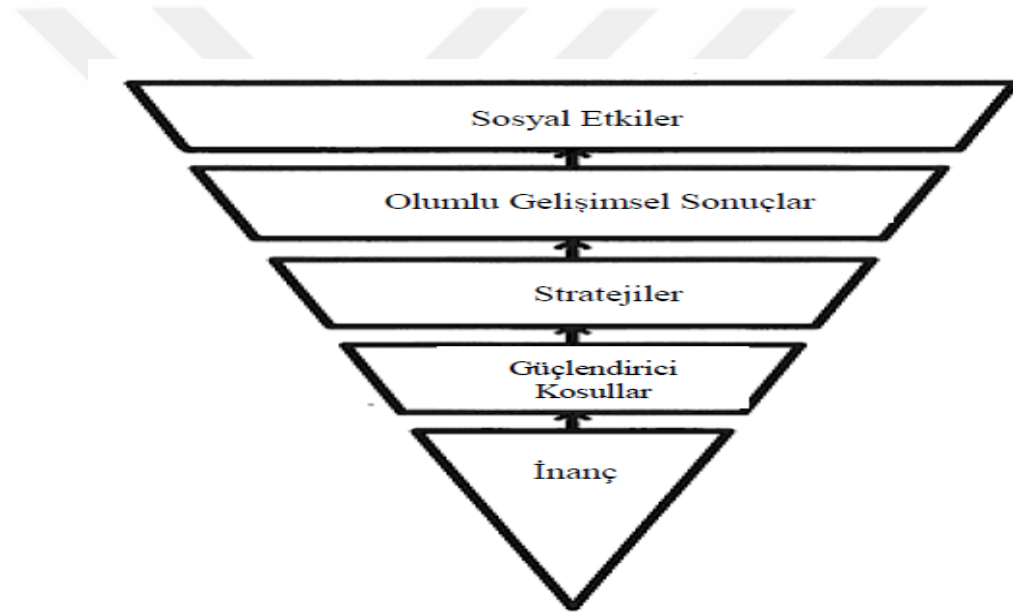 Sosyal Etkiler
Olumlu Gelişimsel Sonuçlar
Stratejiler
Güçlendirici
Kosullar
İnanç